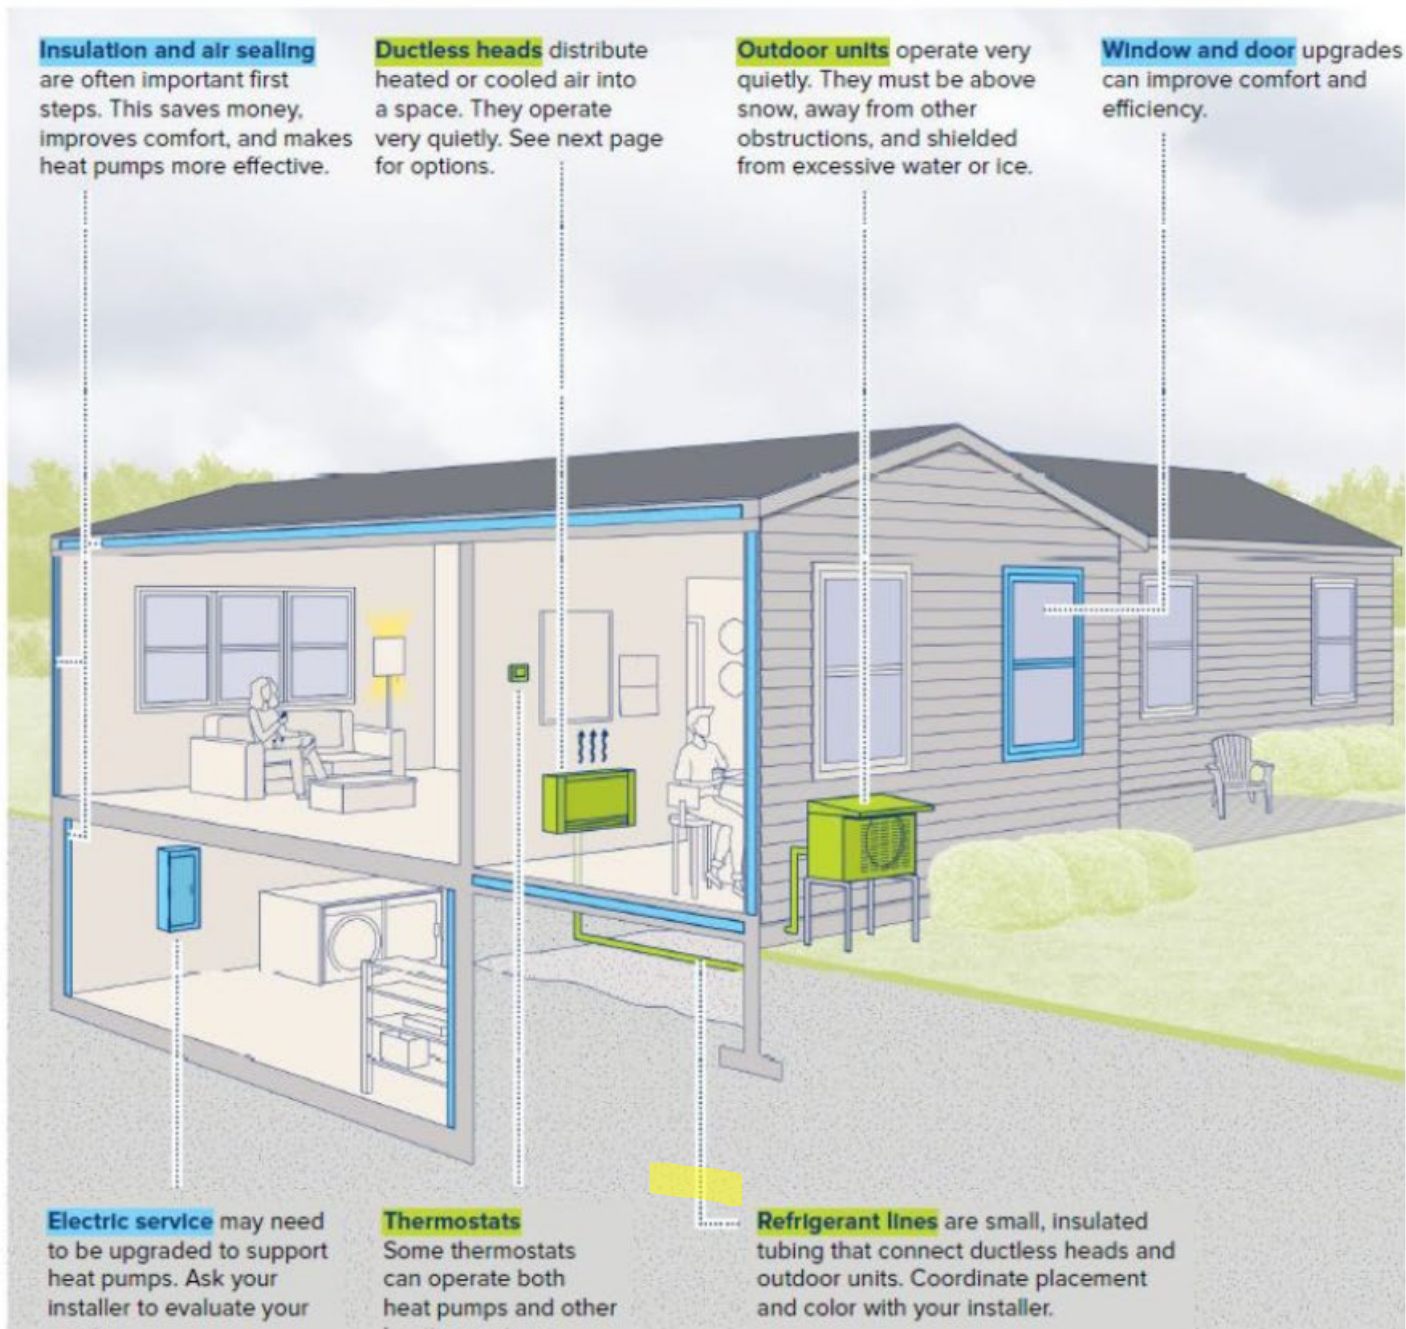 Insulation and air sealing
are often important first
steps. This saves money,
improves comfort, and makes
heat pumps more effective.
Ductless heads distribute
heated or cooled air into
a space. They operate
very quietly. See next page
for options.
Outdoor units operate very
quietly. They must be above
snow, away from other
obstructions, and shielded
from excessive water or ice.
Window and door upgrades
can improve comfort and
efficiency.
Electric service may need
to be upgraded to support
heat pumps. Ask your
installer to evaluate your
Thermostats
Some thermostats
can operate both
heat pumps and other
Refrigerant lines are small, insulated
tubing that connect ductless heads and
outdoor units. Coordinate placement
and color with your installer.